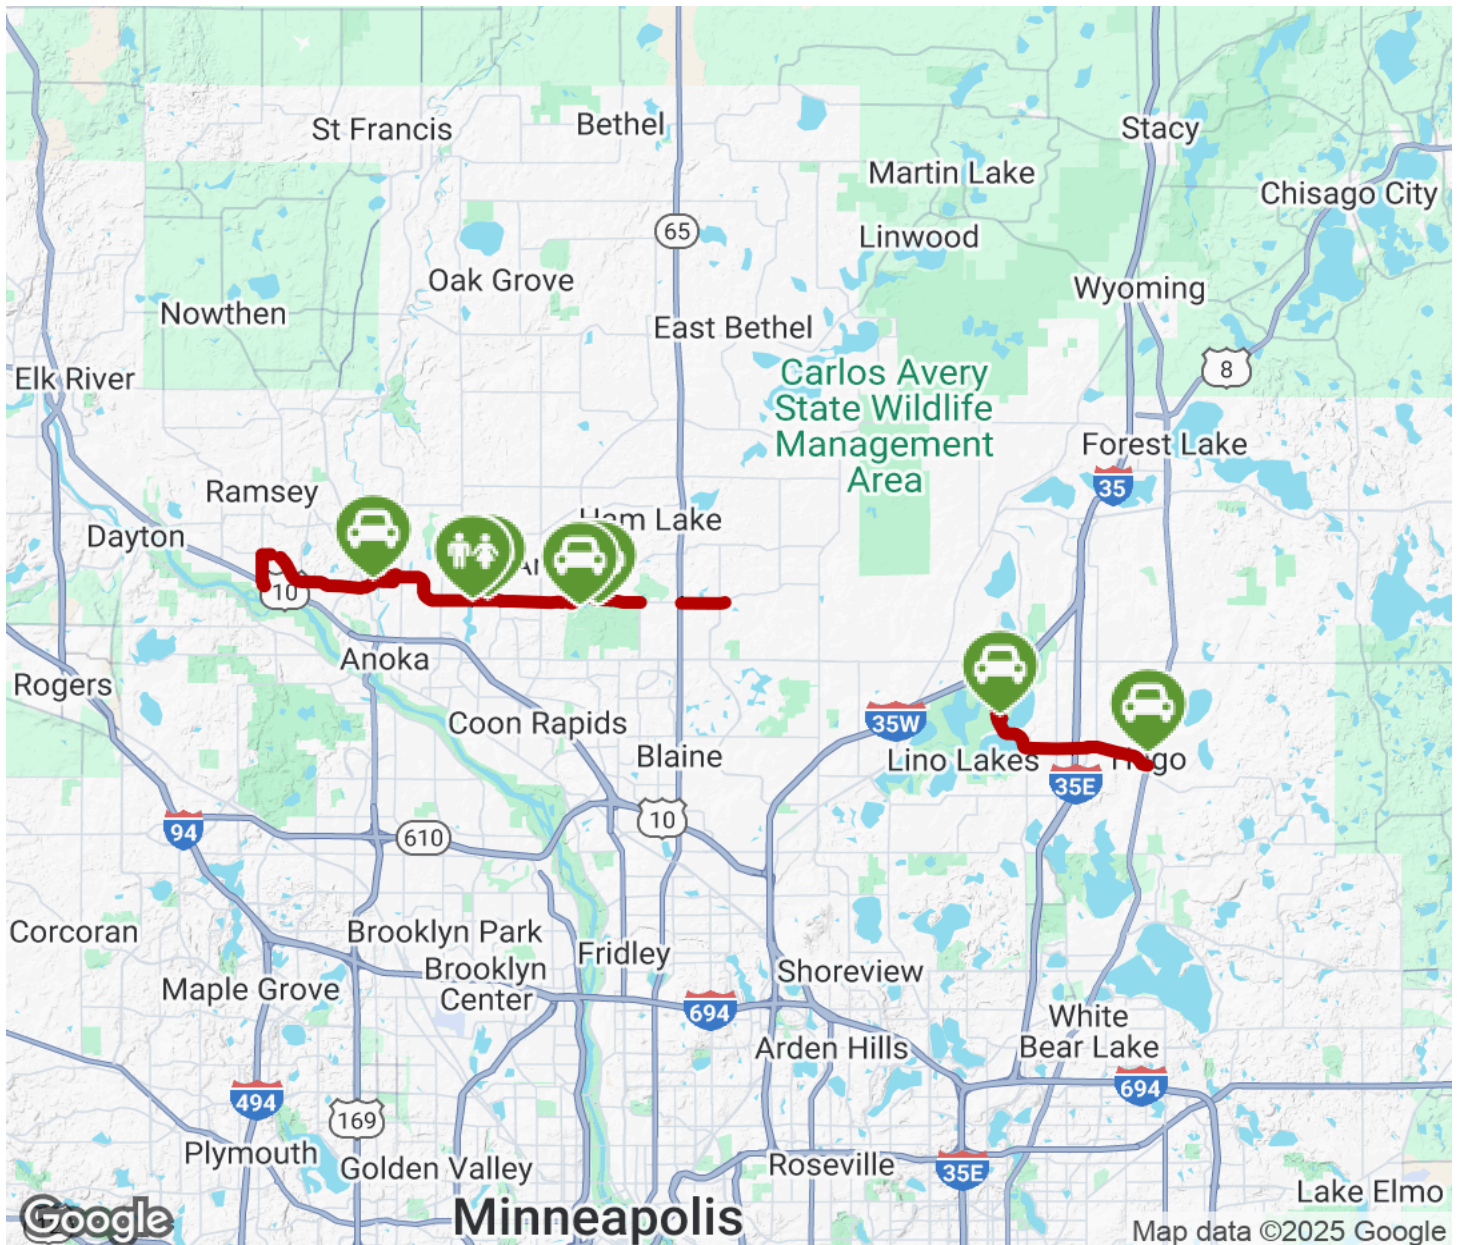 St Francis
Bethel
Stacy
Martin Lake
Chisago City
65
Linwood
Oak Grove
Wyoming
Nowthen
East Bethel
8
Elk River
Carlos Avery
State Wildlife
Management
Area
Forest Lake
35
Ramsey
Ham Lake
Dayton
10
Anoka
Rogers
35W
Coon Rapids
Blaine
Lino Lakes
Hugo
35E
10
94
610
Corcoran
Brooklyn Park
Fridley
Brooklyn
Center
Shoreview
Maple Grove
694
White
Bear Lake
Arden Hills
694
494
169
Plymouth
Golden Valley
Roseville
35E
Lake Elmo
Minneapolis
Google
Map data ©2025 Google